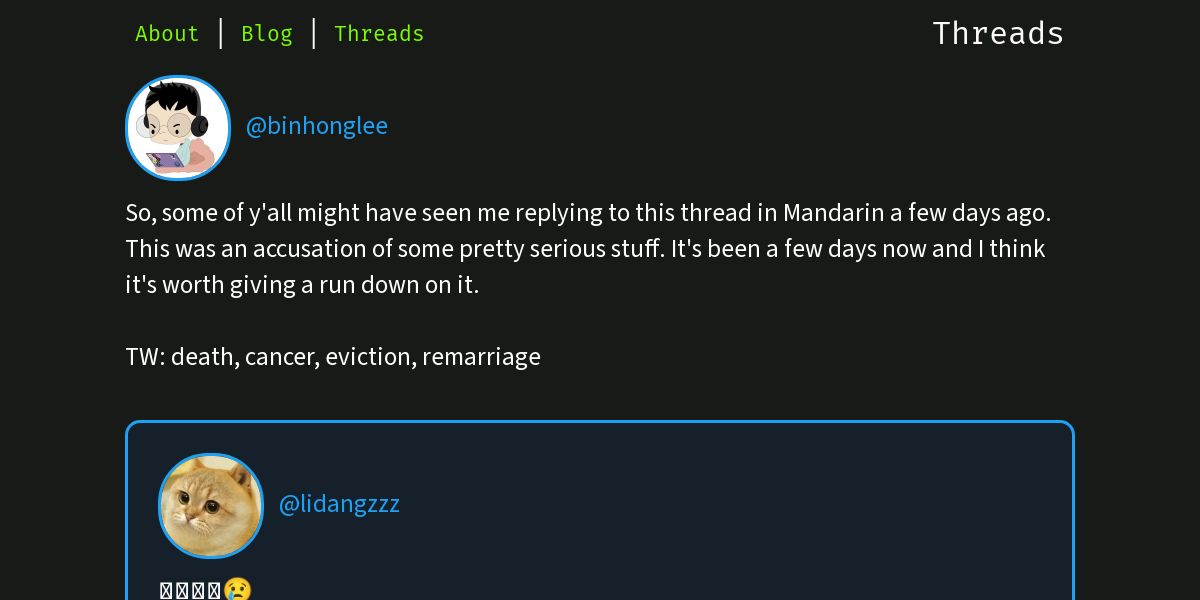 About | Blog | Threads
Threads
@binhonglee
So, some of y'all might have seen me replying to this thread in Mandarin a few days ago.
This was an accusation of some pretty serious stuff. It's been a few days now and I think
it's worth giving a run down on it.
TW: death, cancer, eviction, remarriage
@lidangzzz
😢